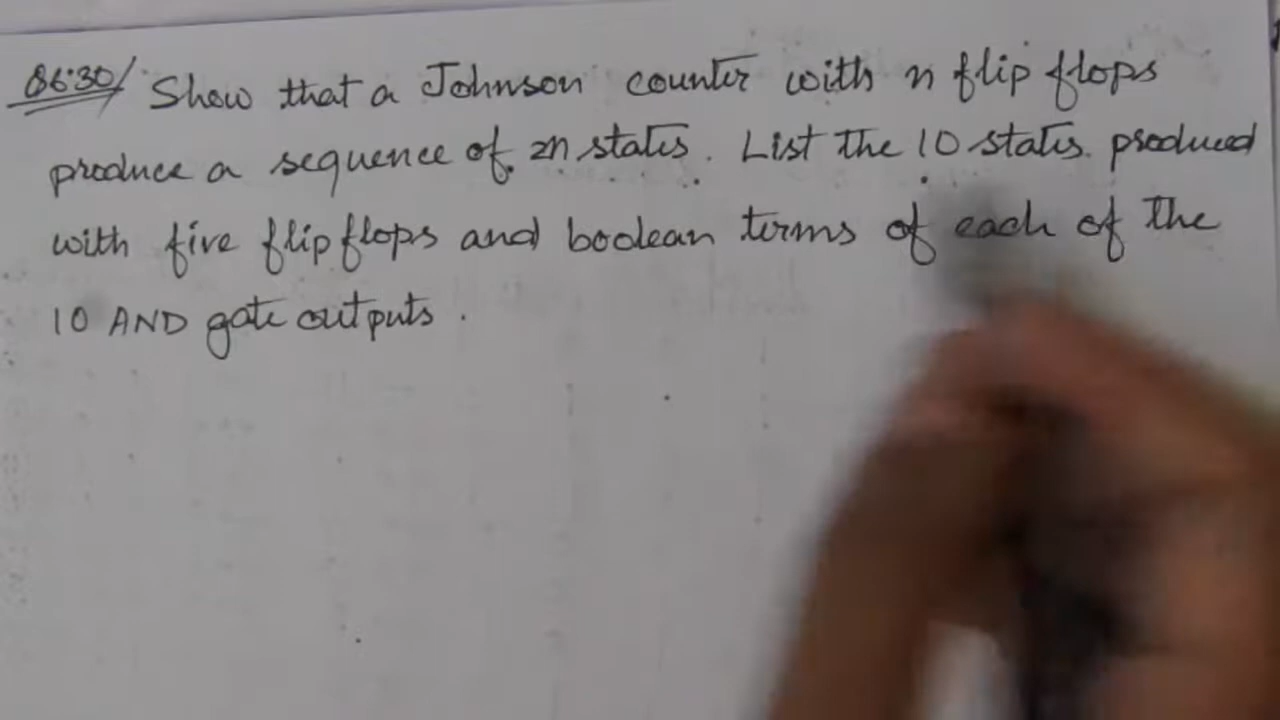 Q6.30/ Show that a Johnson counter with n flip flops
produce a sequence of 2n states. List the 10 states produced
with five flip flops and boolean terms of each of the
10 AND gate outputs.